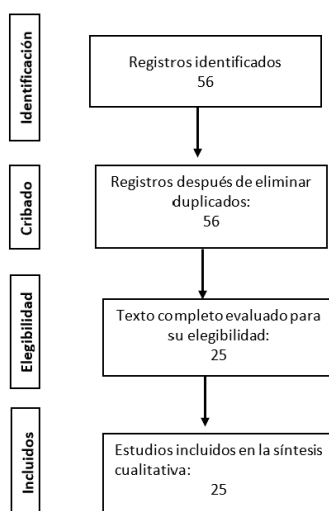 Identificación
Registros identificados
56
Cribado
Registros después de eliminar
duplicados:
56
Elegibilidad
Texto completo evaluado para
su elegibilidad:
25
Incluidos
Estudios incluidos en la síntesis
cualitativa:
25